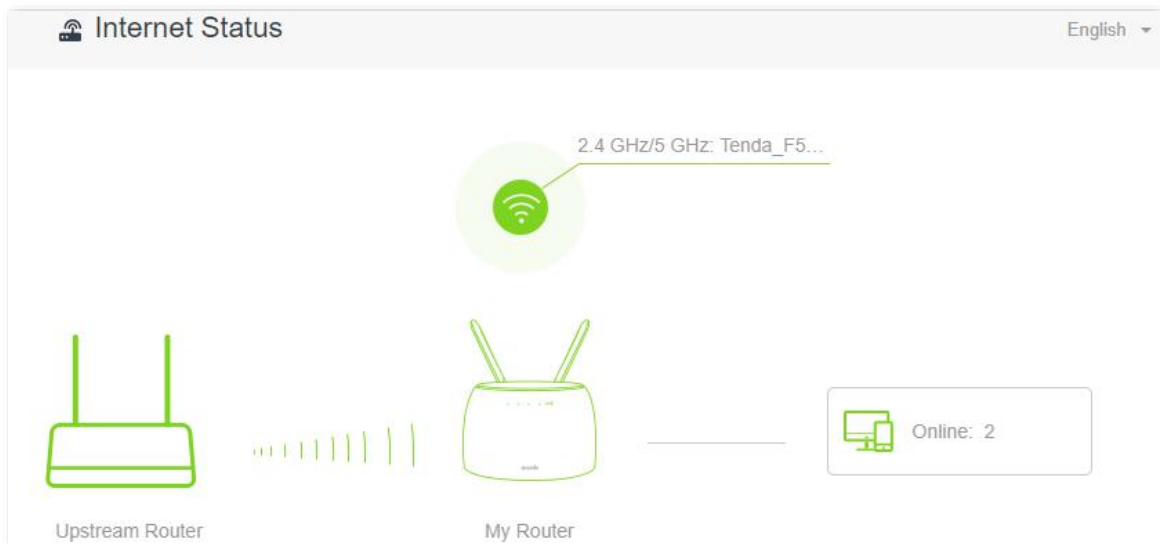 Internet Status
English
2.4 GHz/5 GHz: Tenda_F5...
Online: 2
Upstream Router
My Router